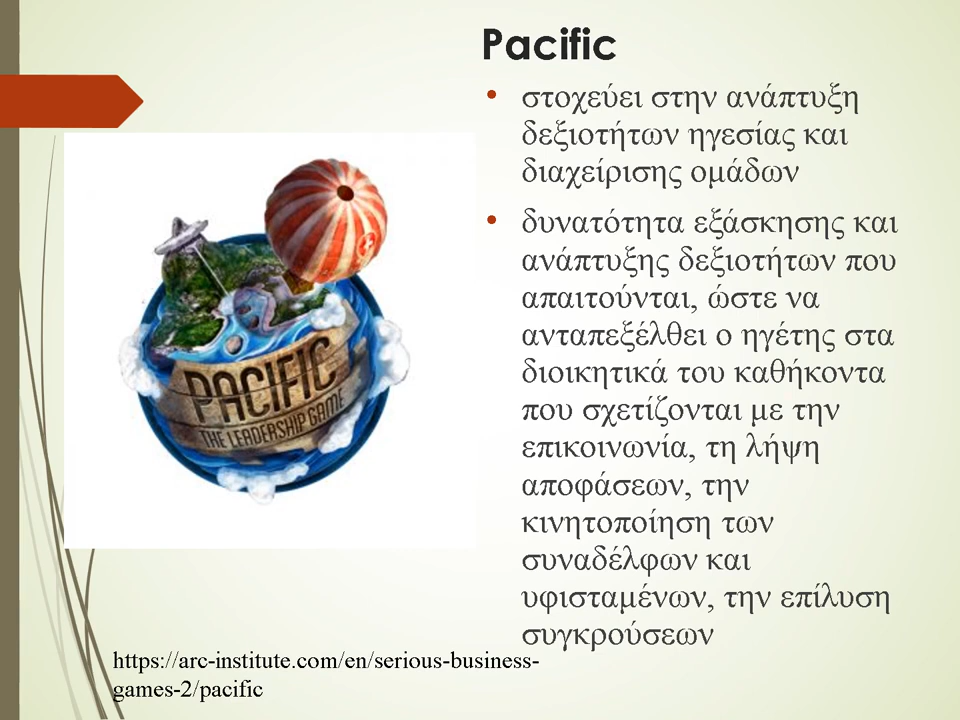 Pacific
• στοχεύει στην ανάπτυξη
δεξιοτήτων ηγεσίας και
διαχείρισης ομάδων
• δυνατότητα εξάσκησης και
ανάπτυξης δεξιοτήτων που
απαιτούνται, ώστε να
ανταπεξέλθει ο ηγέτης στα
διοικητικά του καθήκοντα
που σχετίζονται με την
επικοινωνία, τη λήψη
αποφάσεων, την
κινητοποίηση των
συναδέλφων και
υφισταμένων, την επίλυση
συγκρούσεων
PACIFIC
THE LEADERSHIP GAME
https://arc-institute.com/en/serious-business-
games-2/pacific